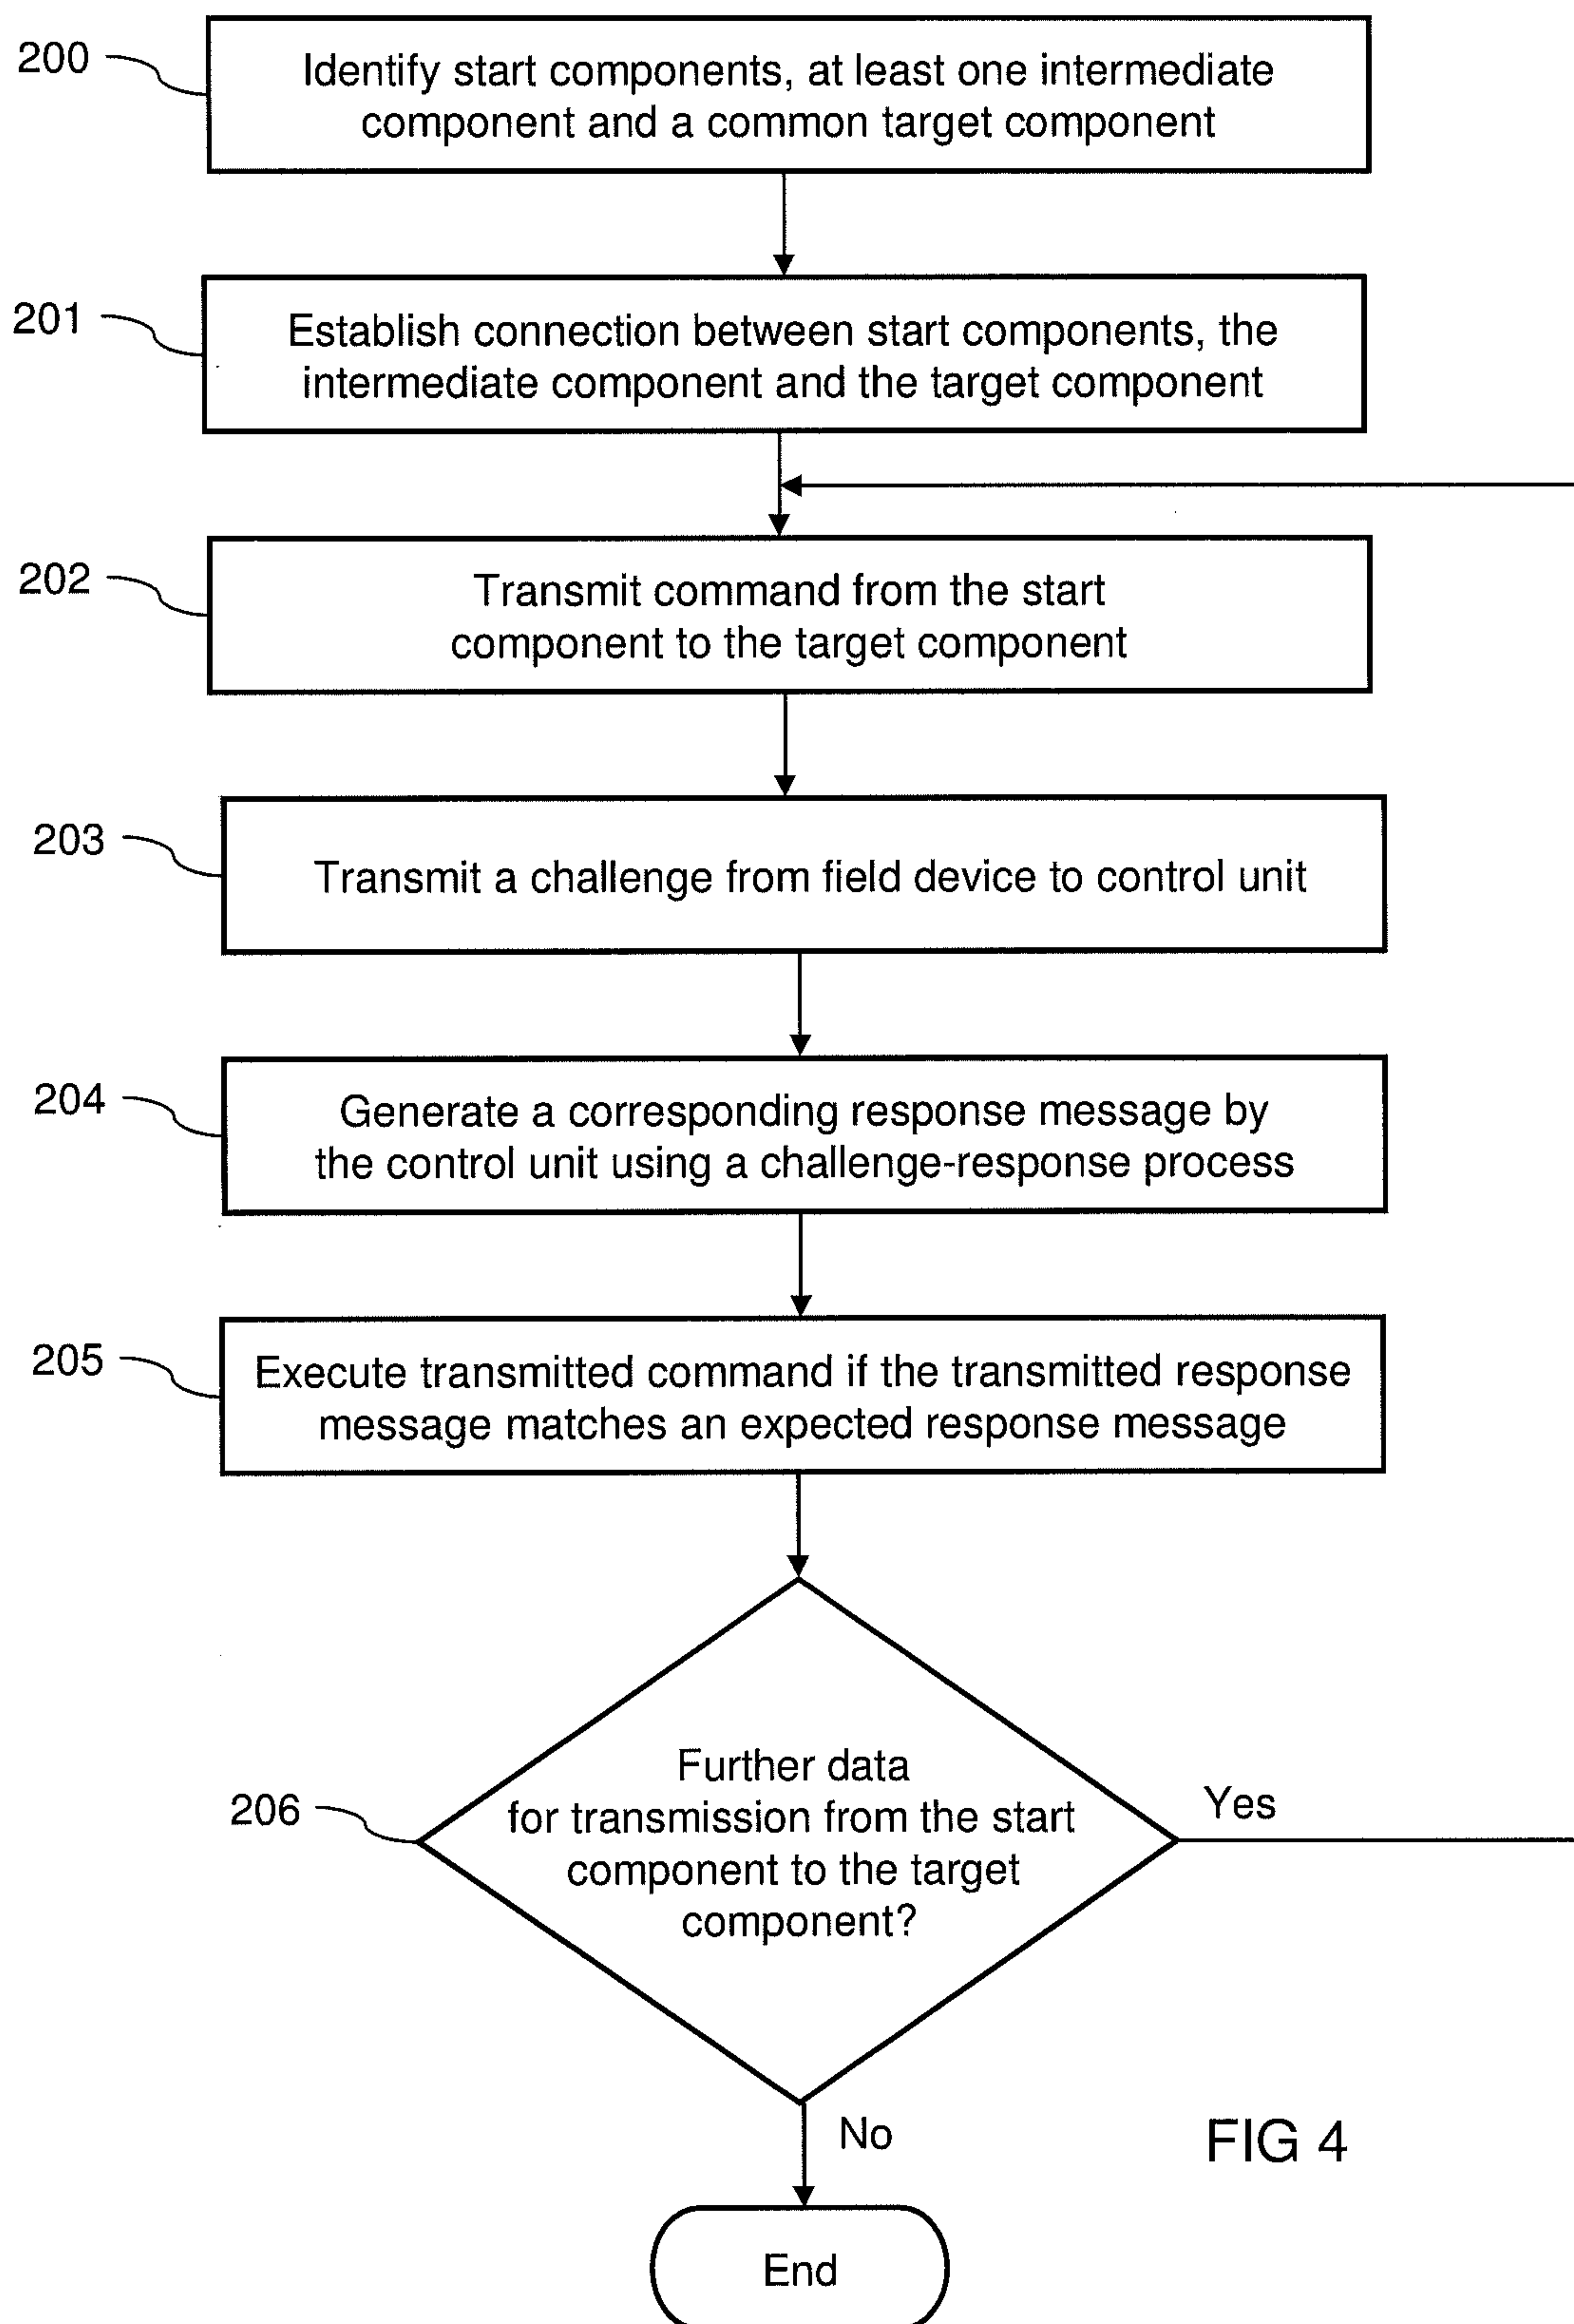 200
Identify start components, at least one intermediate
component and a common target component
201
Establish connection between start components, the
intermediate component and the target component
202
Transmit command from the start
component to the target component
203
Transmit a challenge from field device to control unit
204
Generate a corresponding response message by
the control unit using a challenge-response process
205
Execute transmitted command if the transmitted response
message matches an expected response message
206
Further data
for transmission from the start
component to the target
component?
Yes
No
FIG 4
End